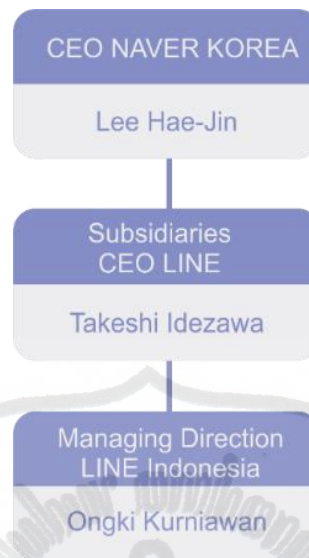 CEO NAVER KOREA
Lee Hae-Jin
Subsidiaries
CEO LINE
Takeshi Idezawa
Managing Direction
LINE Indonesia
Ongki Kurniawan